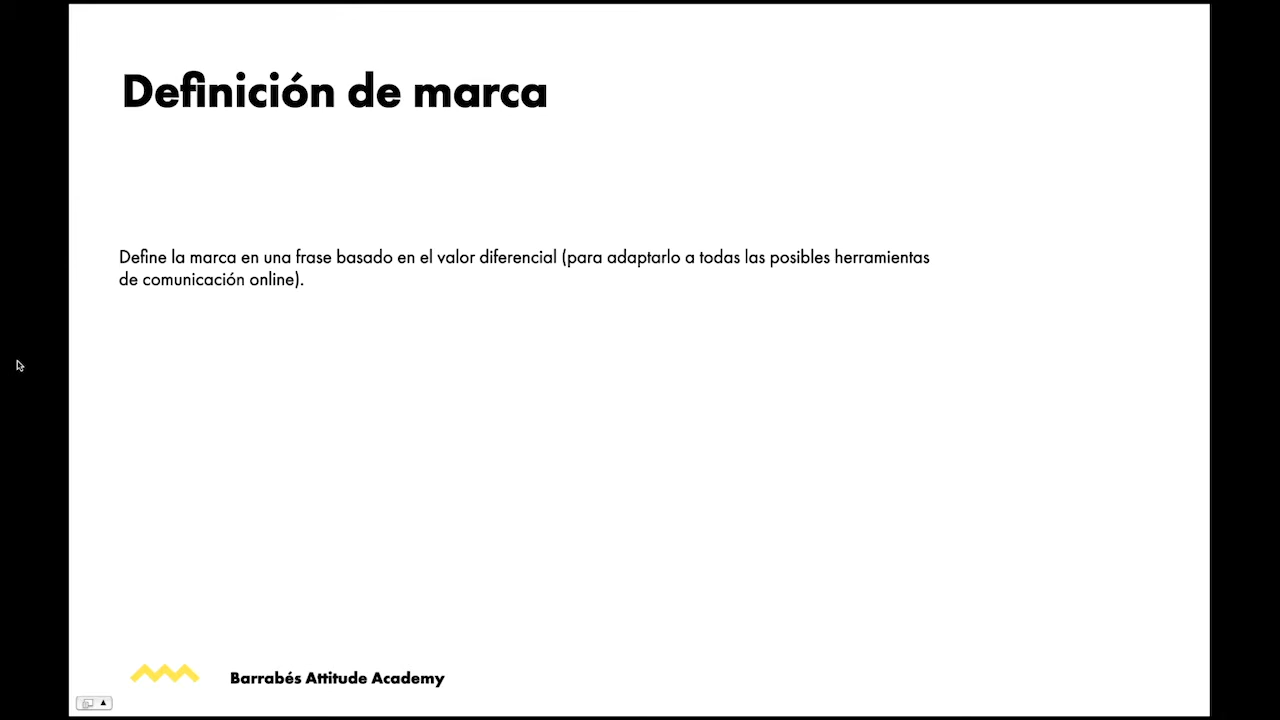 Definición de marca
Define la marca en una frase basado en el valor diferencial (para adaptarlo a todas las posibles herramientas
de comunicación online).
Barrabés Attitude Academy